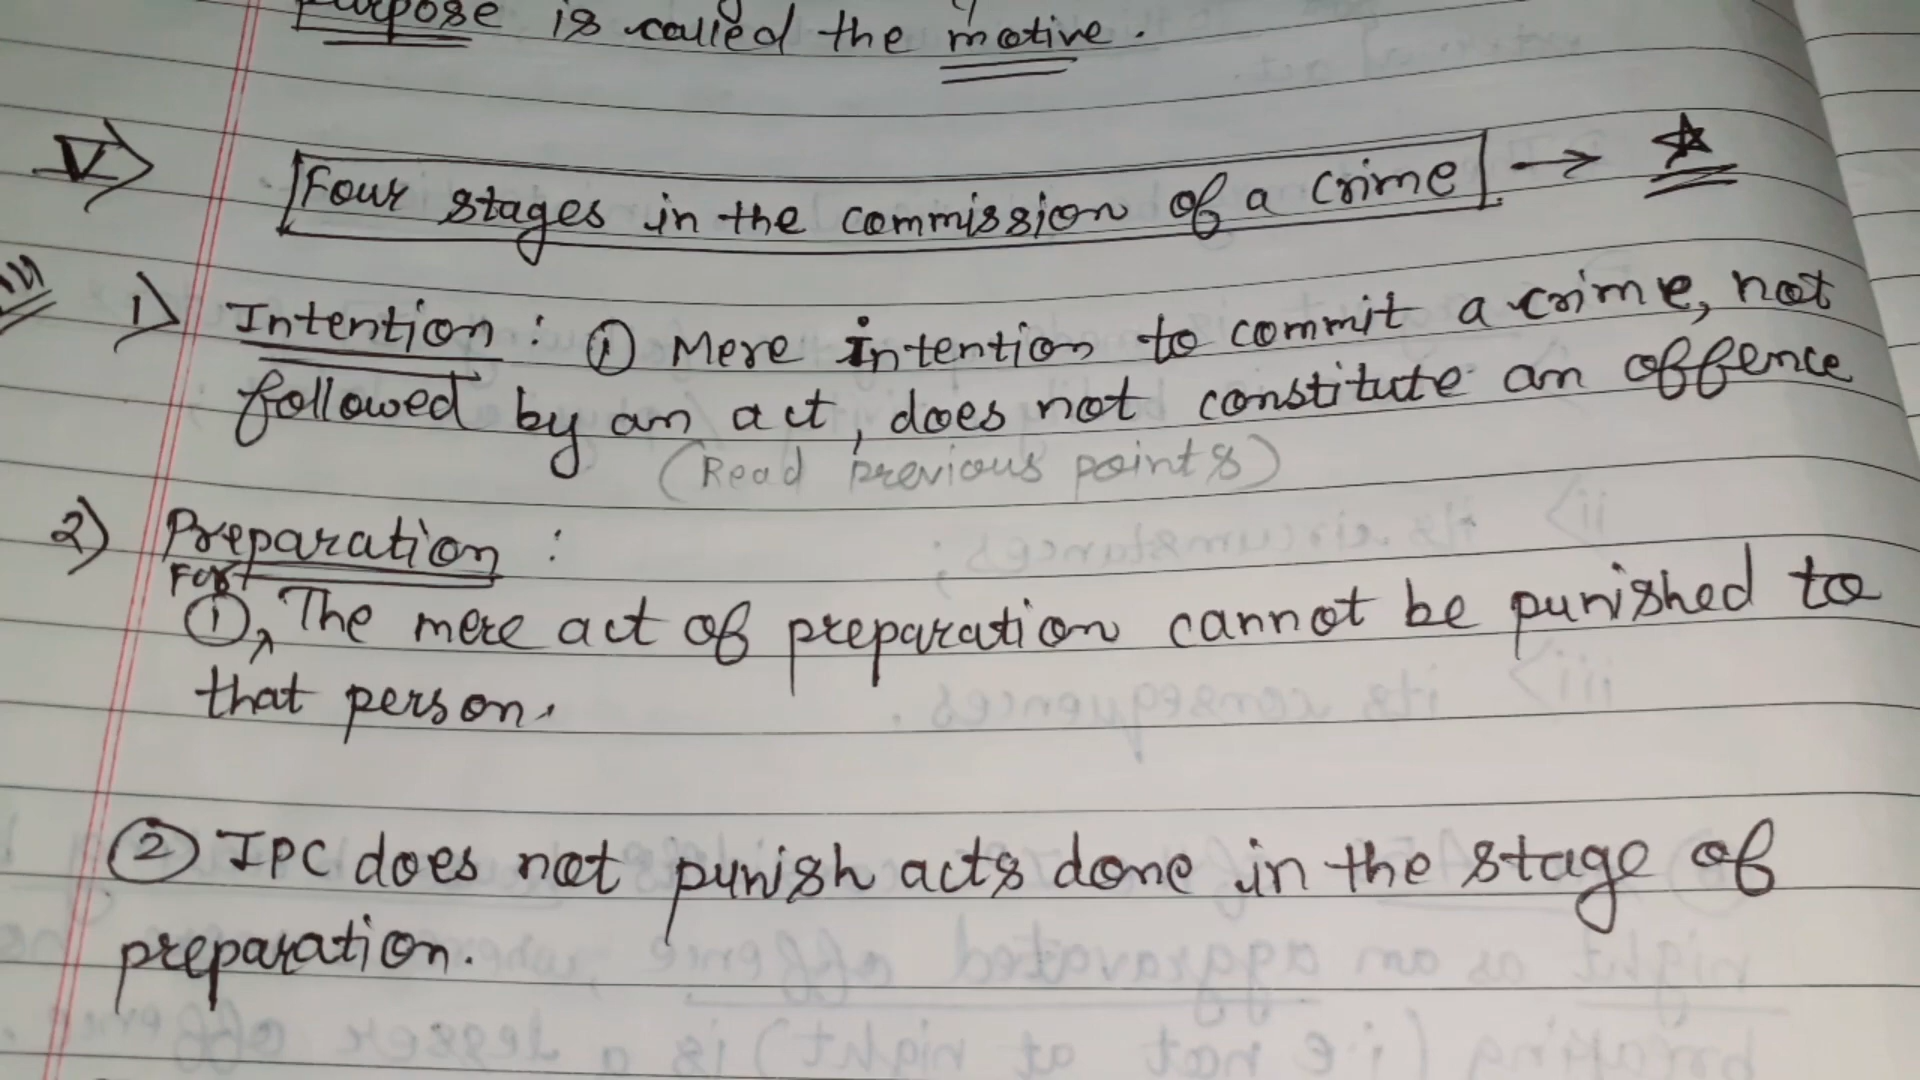 purpose is called the motive.
V> Four stages in the commission of a crime → ☆
1> Intention : ① Mere intention to commit a crime, not
followed by an act, does not constitute an offence
(Read previous points)
2) Preparation :
For
① ^ The mere act of preparation cannot be punished to
that person.
② IPC does not punish acts done in the stage of
preparation.